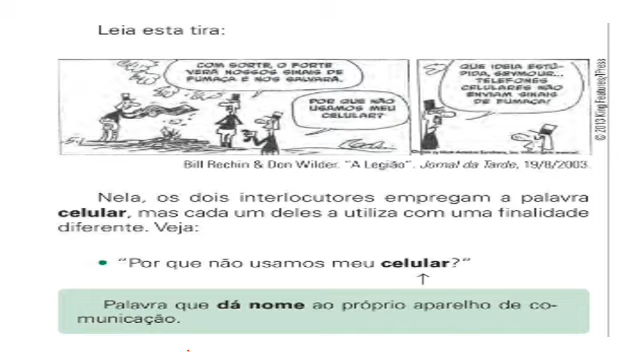 Leia esta tira:
COM SORTE, O FORTE
VERÁ NOSSOS SINAIS DE
FUMAÇA E NOS SALVARÁ.
POR QUE NÃO
USAMOS MEU
CELULAR?
QUE IDEIA ESTÚ-
PIDA, SEYMOUR...
TELEFONES
CELULARES NÃO
ENVIAM SINAIS
DE FUMAÇA!
© 2013 King Features/Ipress
Bill Rechin & Don Wilder. “A Legião”. Jornal da Tarde, 19/8/2003.
Nela, os dois interlocutores empregam a palavra
celular, mas cada um deles a utiliza com uma finalidade
diferente. Veja:
• “Por que não usamos meu celular?“
↑
Palavra que dá nome ao próprio aparelho de co-
municação.